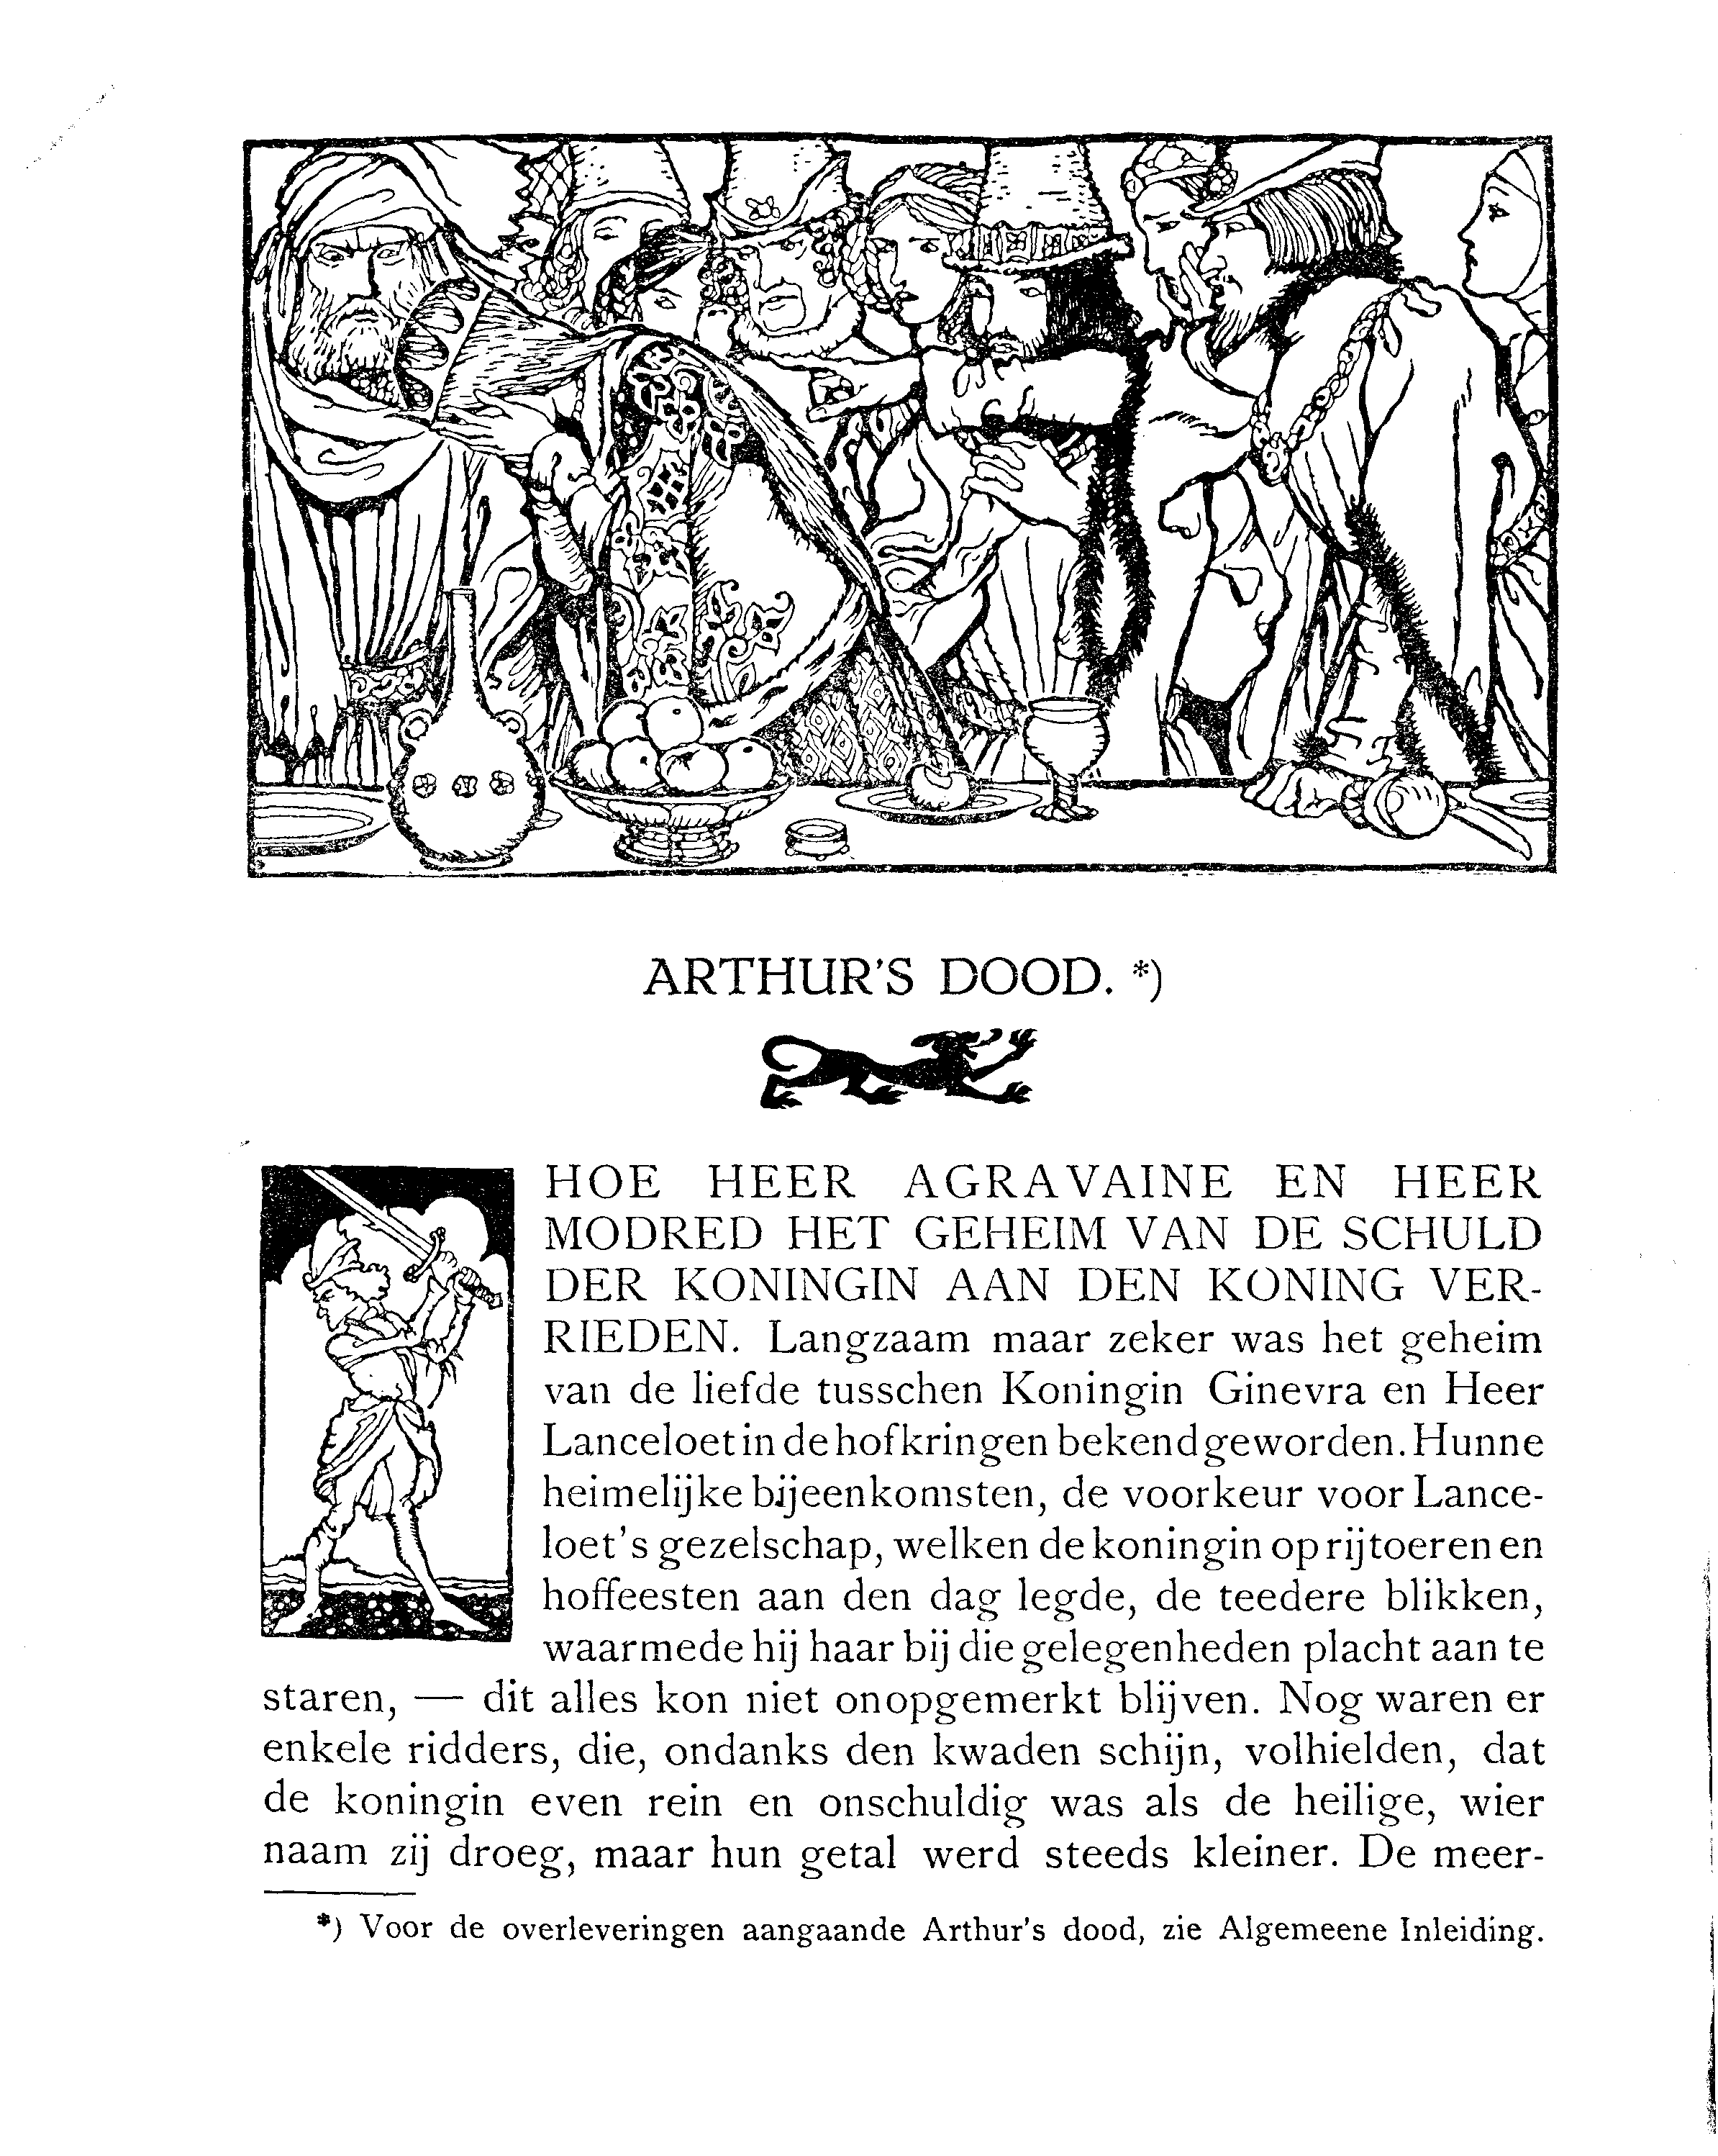 ARTHUR'S DOOD. *)
HOE HEER AGRAVAINE EN HEER
MODRED HET GEHEIM VAN DE SCHULD
DER KONINGIN AAN DEN KONING VER-
RIEDEN. Langzaam maar zeker was het geheim
van de liefde tusschen Koningin Ginevra en Heer
Lanceloet in de hofkringen bekend geworden. Hunne
heimelijke bijeenkomsten, de voorkeur voor Lance-
loet's gezelschap, welken de koningin op rijtoeren en
hoffeesten aan den dag legde, de teedere blikken,
waarmede hij haar bij die gelegenheden placht aan te
staren, — dit alles kon niet onopgemerkt blijven. Nog waren er
enkele ridders, die, ondanks den kwaden schijn, volhielden, dat
de koningin even rein en onschuldig was als de heilige, wier
naam zij droeg, maar hun getal werd steeds kleiner. De meer-
*) Voor de overleveringen aangaande Arthur's dood, zie Algemeene Inleiding.